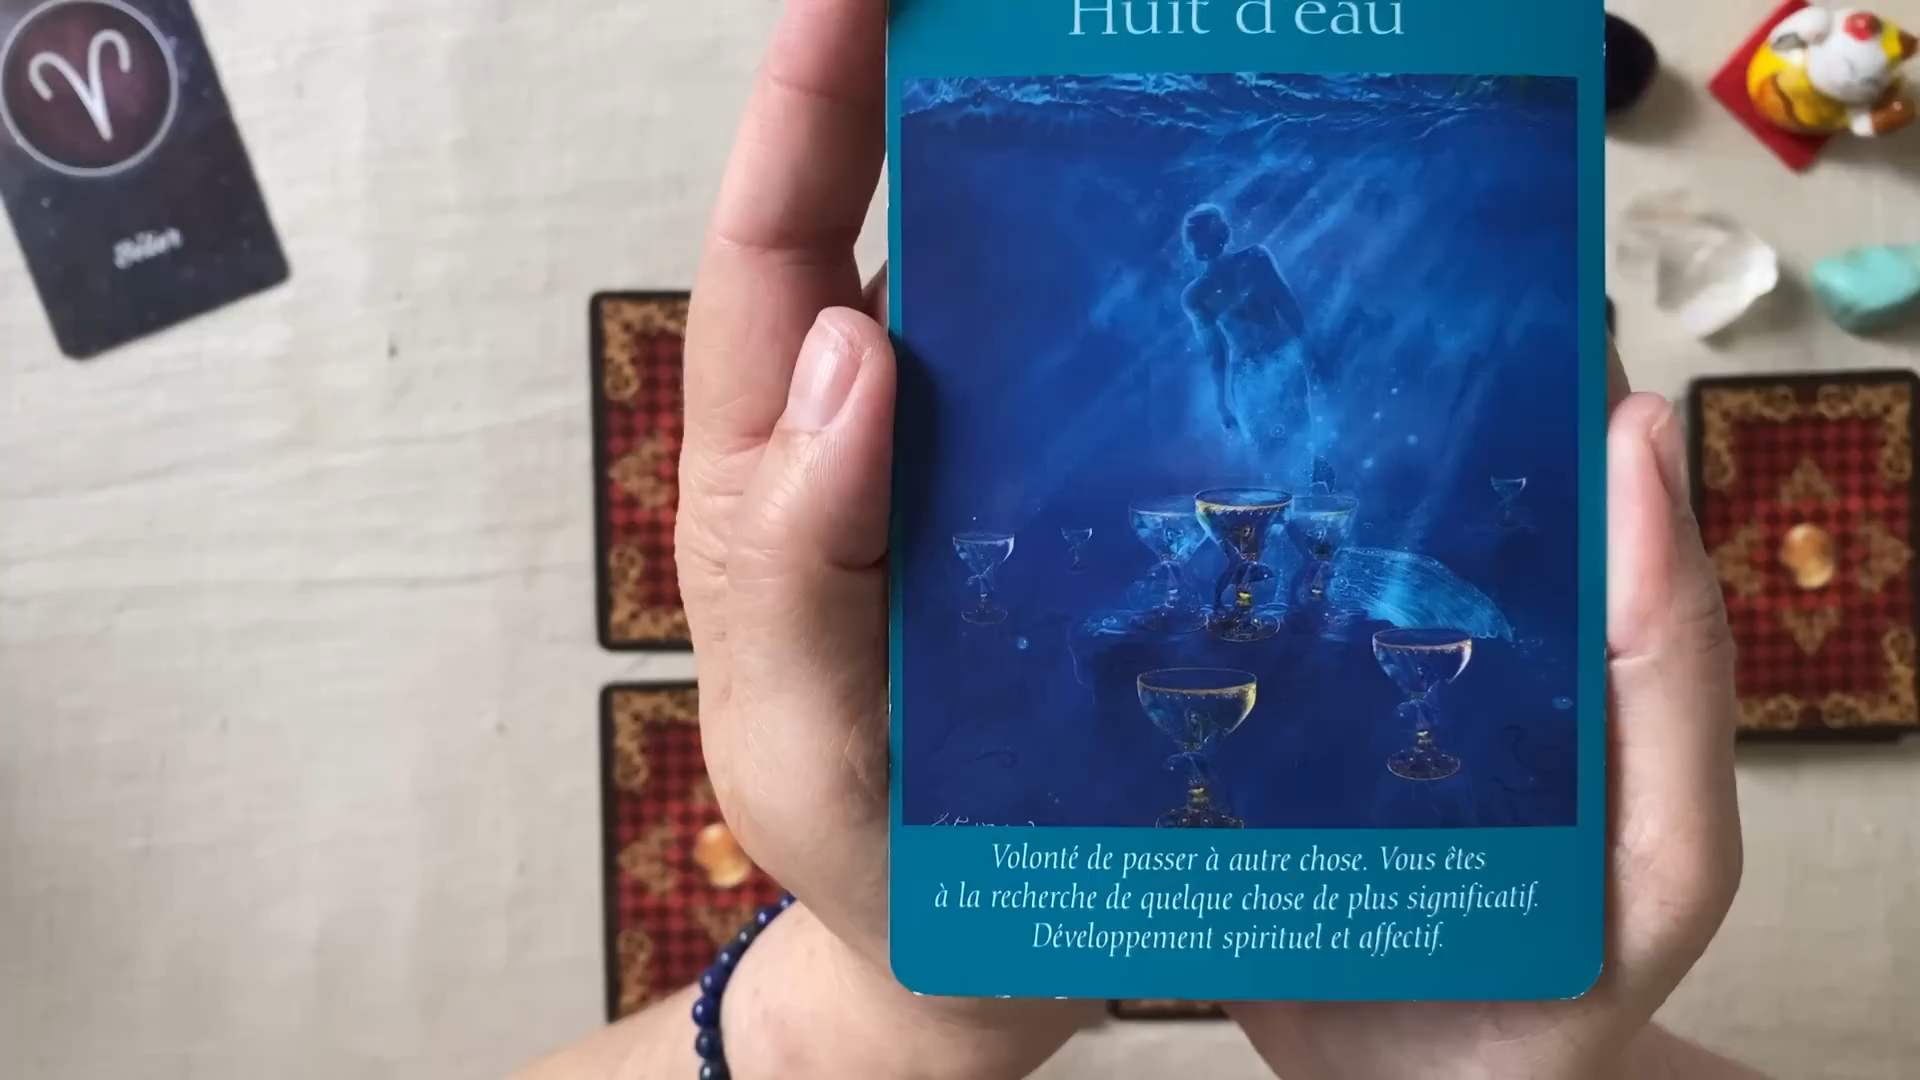 Huit d'eau
Bélier
Volonté de passer à autre chose. Vous êtes
à la recherche de quelque chose de plus significatif.
Développement spirituel et affectif.